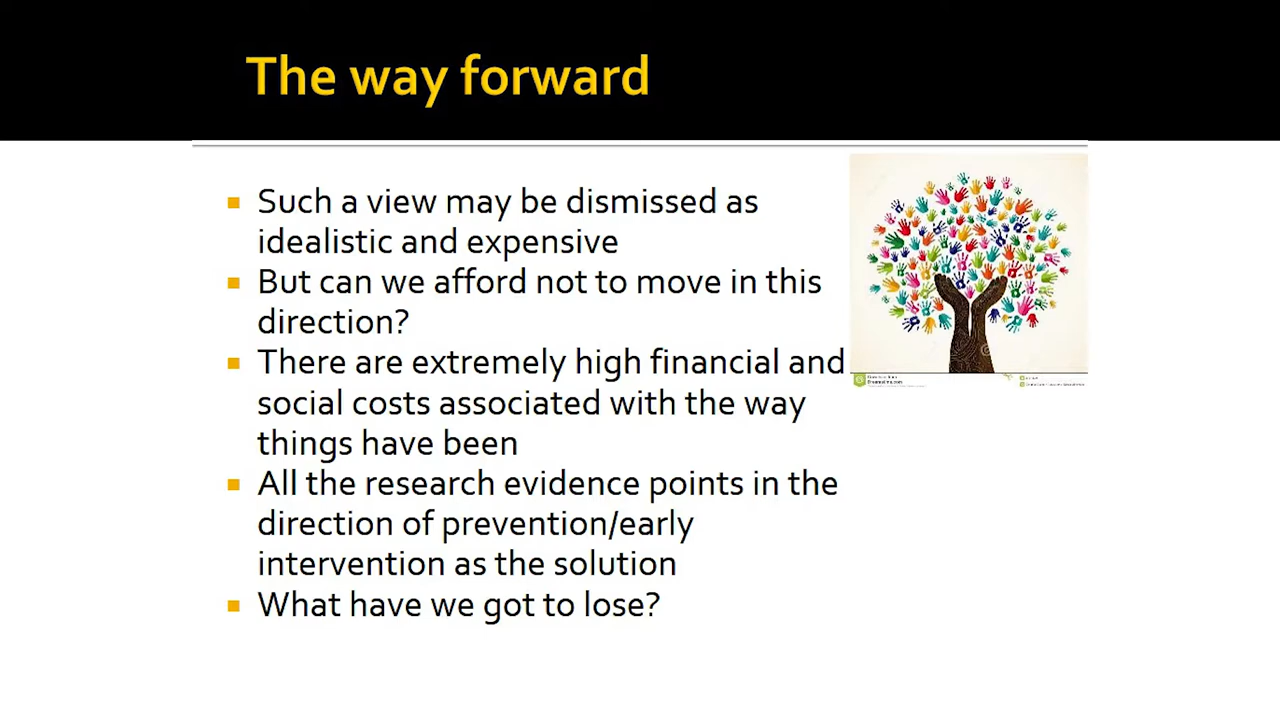 The way forward
Such a view may be dismissed as
idealistic and expensive
But can we afford not to move in this
direction?
There are extremely high financial and
social costs associated with the way
things have been
All the research evidence points in the
direction of prevention/early
intervention as the solution
What have we got to lose?